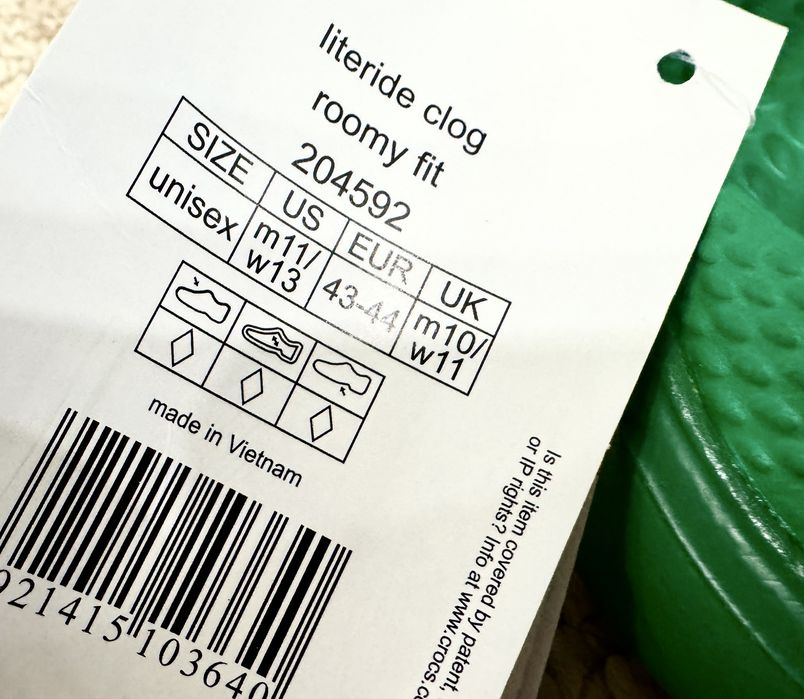 literide clog
roomy fit
204592
SIZE US EUR UK
unisex m11/ 43-44 m10/
w13 w11
made in Vietnam
921415103640
Is this item covered by patent,
or IP rights? Info at www.crocs.c